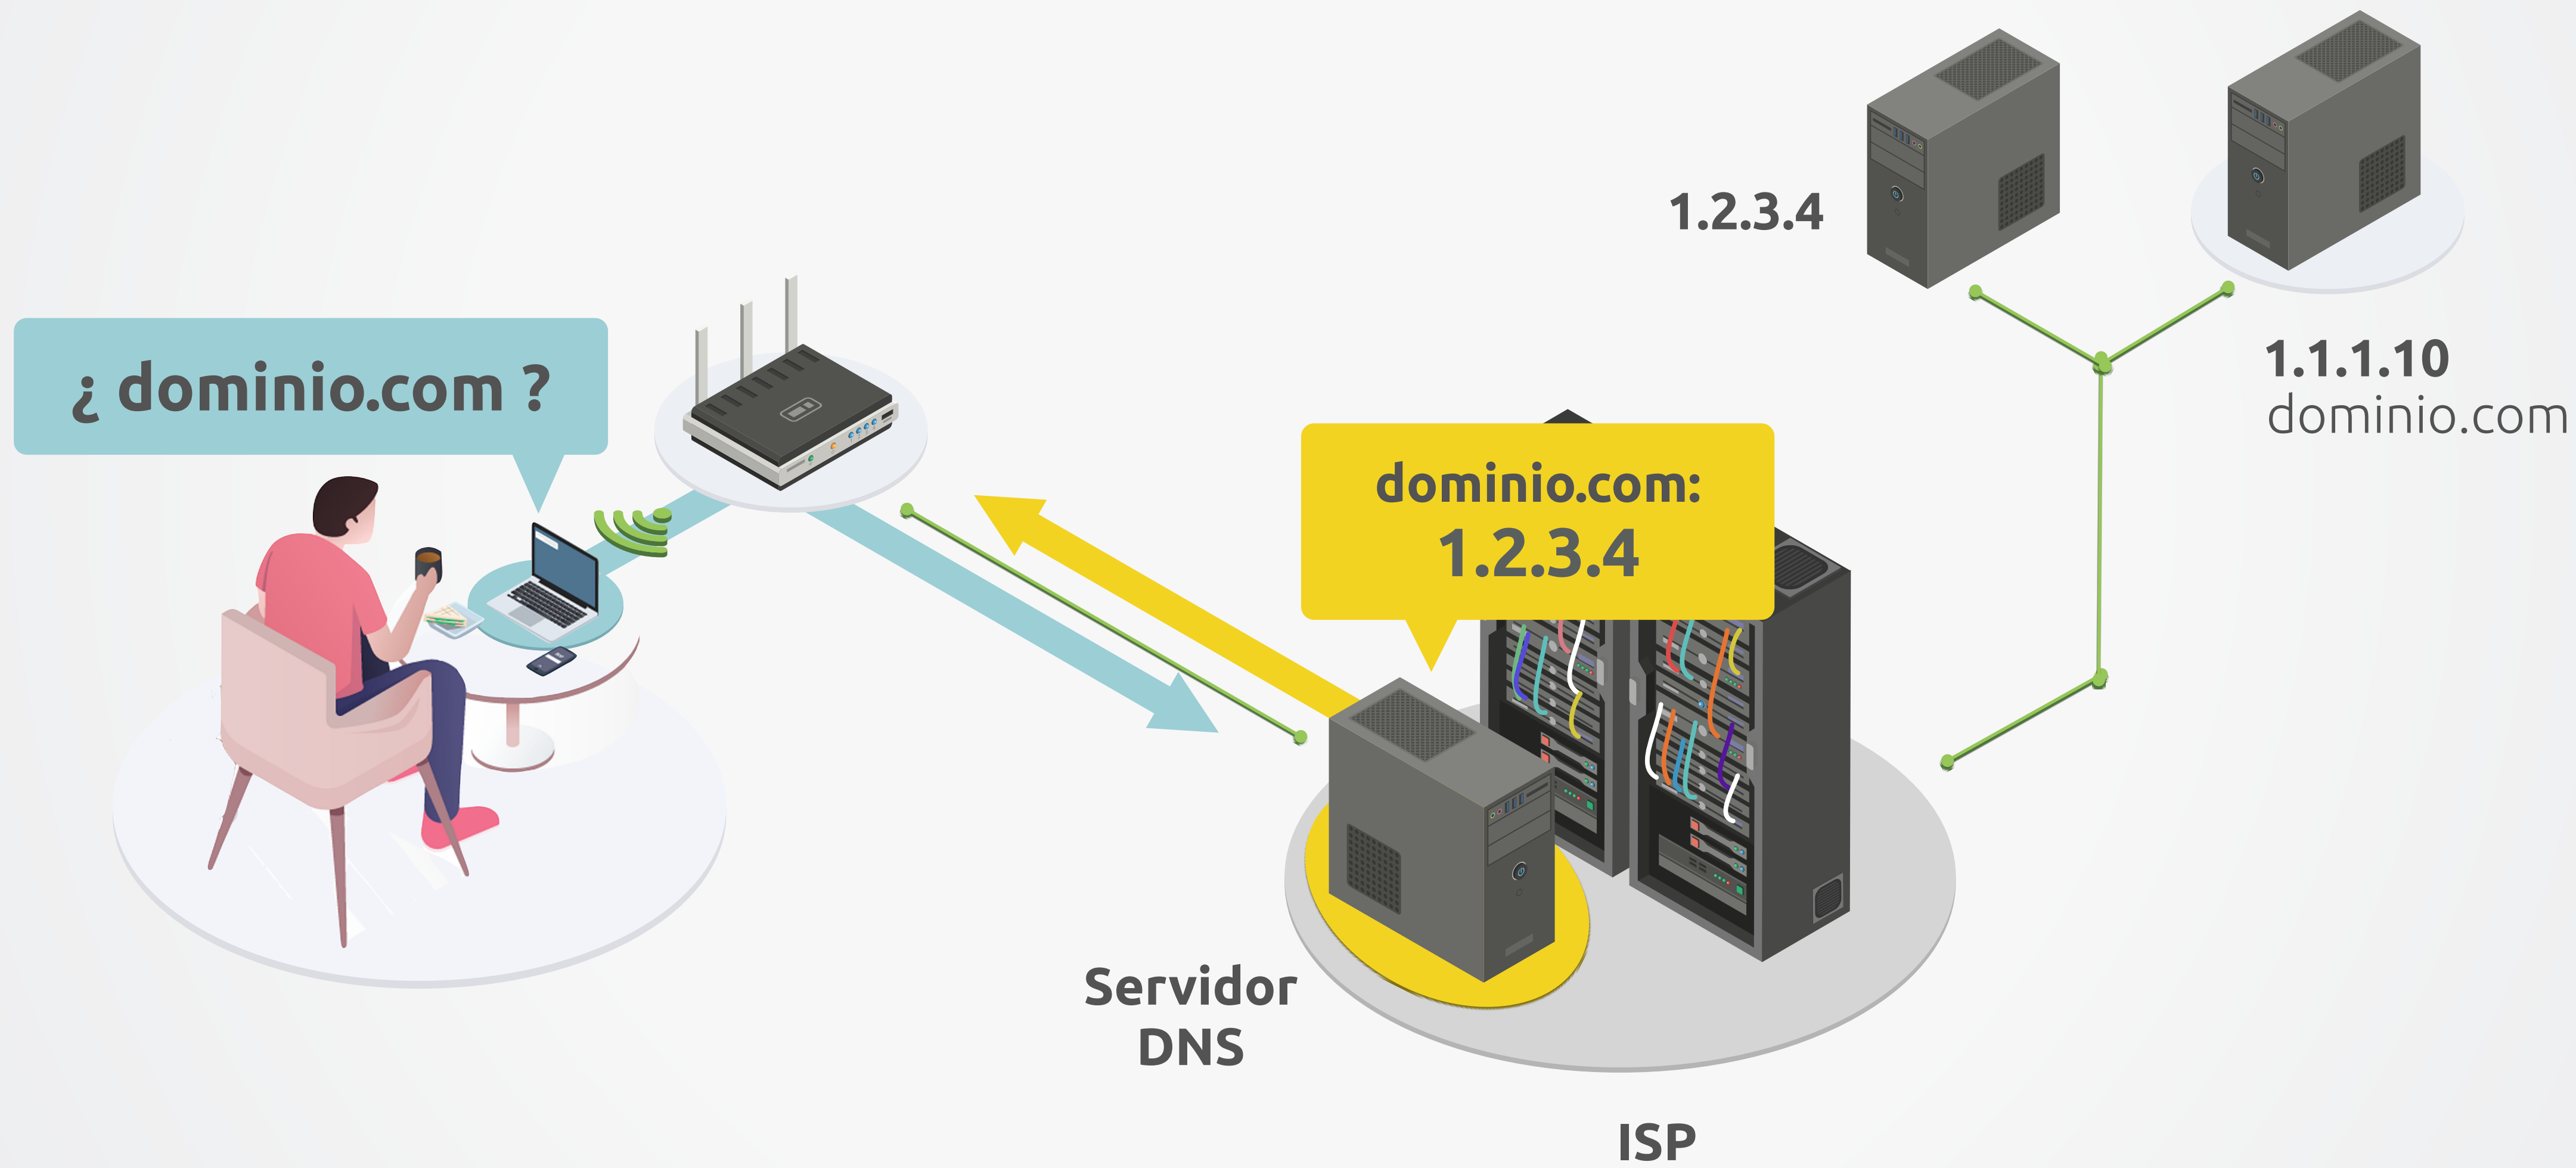 ¿ dominio.com ?
dominio.com:
1.2.3.4
1.2.3.4
1.1.1.10
dominio.com
Servidor
DNS
ISP